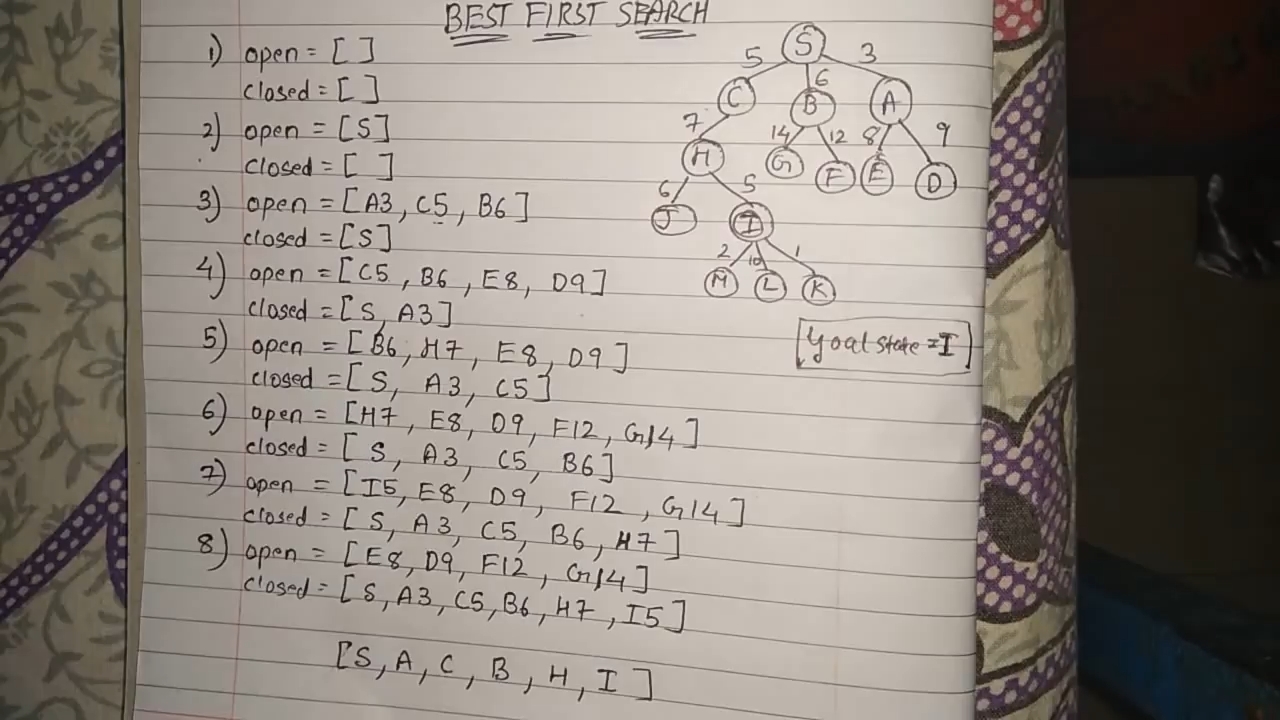 BEST FIRST SEARCH
1) open = [ ]
closed = [ ]
2) open = [S]
closed = [ ]
3) open = [A3, C5, B6]
closed = [S]
4) open = [C5, B6, E8, D9]
closed = [S, A3]
5) open = [B6, H7, E8, D9]
closed = [S, A3, C5]
6) open = [H7, E8, D9, F12, G14]
closed = [S, A3, C5, B6]
7) open = [I5, E8, D9, F12, G14]
closed = [S, A3, C5, B6, H7]
8) open = [E8, D9, F12, G14]
closed = [S, A3, C5, B6, H7, I5]
[S, A, C, B, H, I]
S
5 6 3
C B A
7 14 12 8 9
H G F E D
6 5
J I
2 10 1
M L K
[Goal state = I]